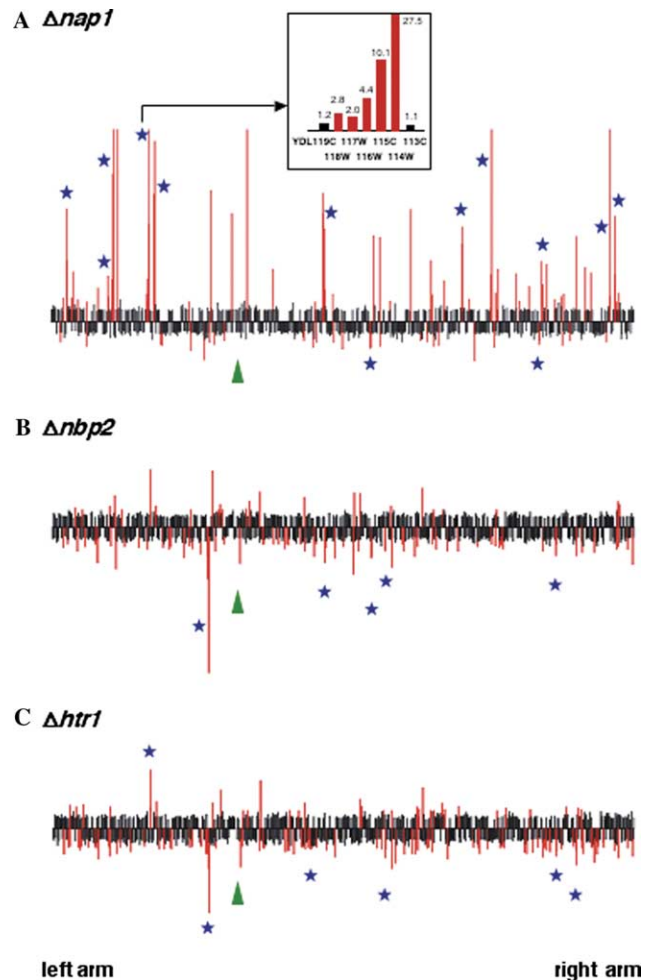 A Δnap1
27.5
10.1
4.4
2.8
2.0
1.2
1.1
YDL119C 117W 115C 113C
118W 116W 114W
B Δnbp2
C Δhtr1
left arm right arm